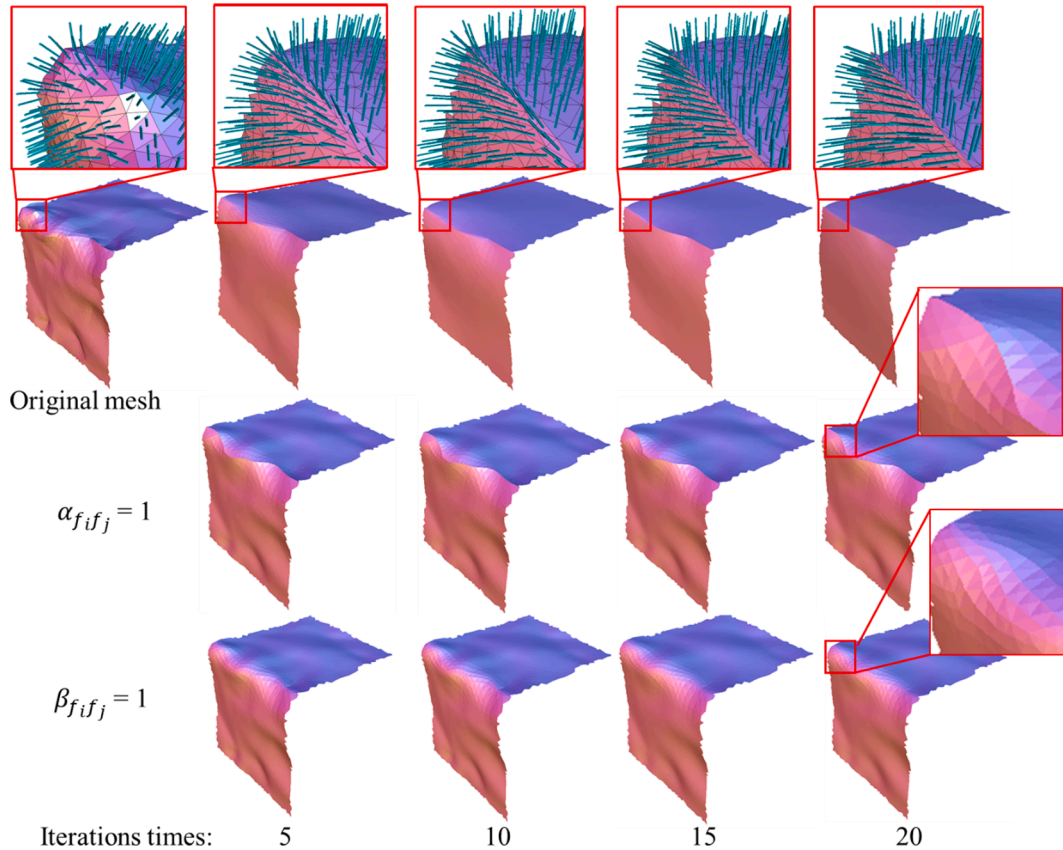 Original mesh
α_{f_i f_j} = 1
β_{f_i f_j} = 1
Iterations times: 5 10 15 20